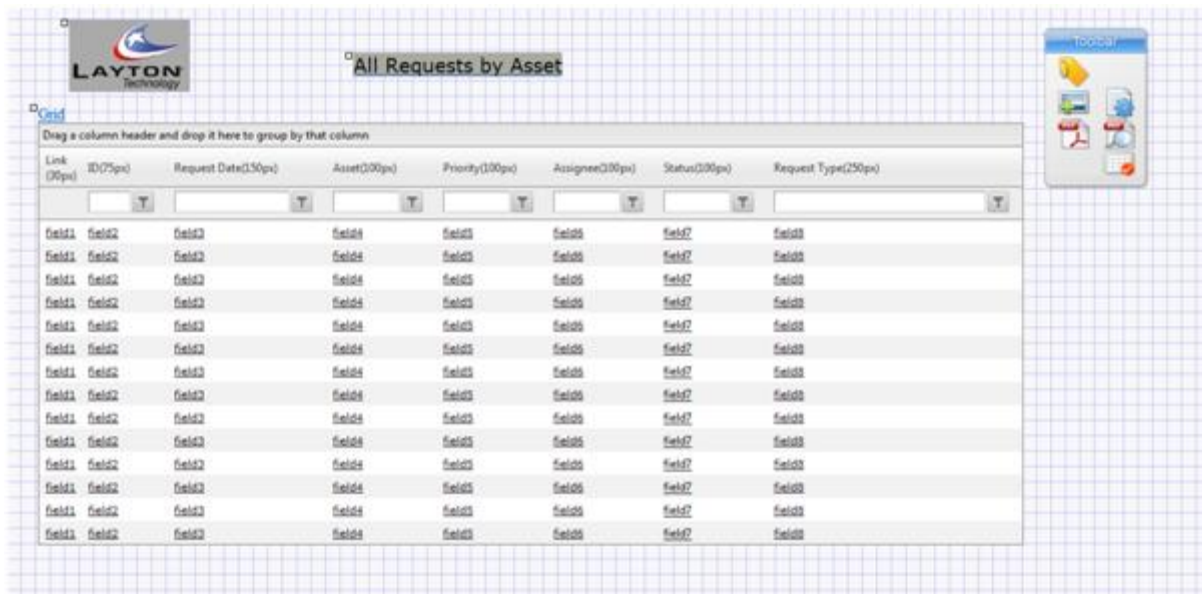 LAYTON
Technology
All Requests by Asset
Toolbar
Grid
Drag a column header and drop it here to group by that column
Link (30px) ID(75px) Request Date(150px) Asset(100px) Priority(100px) Assignee(100px) Status(100px) Request Type(250px)
field1 field2 field3 field4 field5 field6 field7 field8
field1 field2 field3 field4 field5 field6 field7 field8
field1 field2 field3 field4 field5 field6 field7 field8
field1 field2 field3 field4 field5 field6 field7 field8
field1 field2 field3 field4 field5 field6 field7 field8
field1 field2 field3 field4 field5 field6 field7 field8
field1 field2 field3 field4 field5 field6 field7 field8
field1 field2 field3 field4 field5 field6 field7 field8
field1 field2 field3 field4 field5 field6 field7 field8
field1 field2 field3 field4 field5 field6 field7 field8
field1 field2 field3 field4 field5 field6 field7 field8
field1 field2 field3 field4 field5 field6 field7 field8
field1 field2 field3 field4 field5 field6 field7 field8
field1 field2 field3 field4 field5 field6 field7 field8